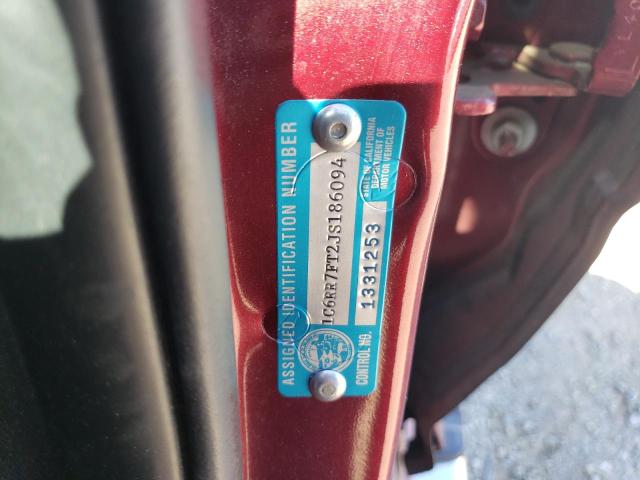 ASSIGNED IDENTIFICATION NUMBER
1C6RR7FT2JS186094
CONTROL NO. 1331253
STATE OF CALIFORNIA
DEPARTMENT OF
MOTOR VEHICLES